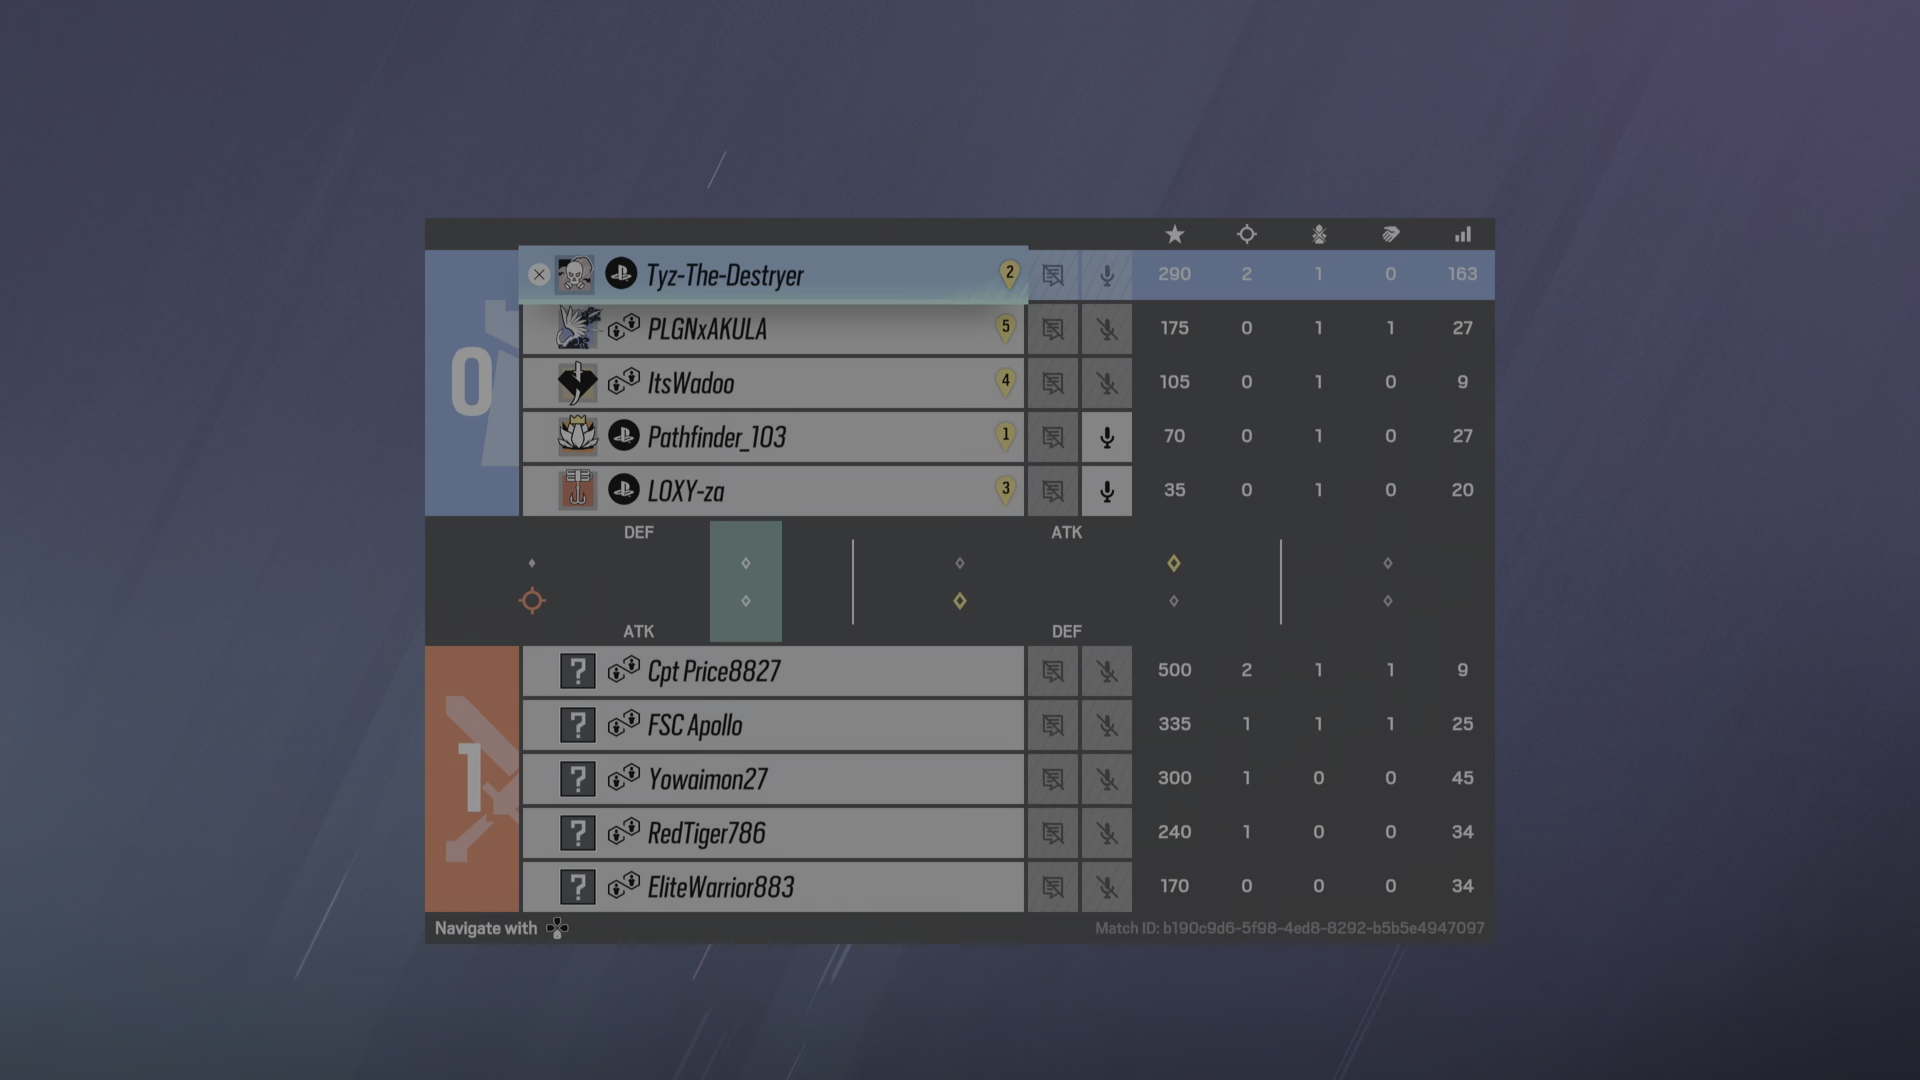 Tyz-The-Destryer 2 290 2 1 0 163
0
PLGNxAKULA 5 175 0 1 1 27
ItsWadoo 4 105 0 1 0 9
Pathfinder_103 1 70 0 1 0 27
LOXY-za 3 35 0 1 0 20
DEF ATK
ATK DEF
? Cpt Price8827 500 2 1 1 9
? FSC Apollo 335 1 1 1 25
1
? Yowaimon27 300 1 0 0 45
? RedTiger786 240 1 0 0 34
? EliteWarrior883 170 0 0 0 34
Navigate with Match ID: b190c9d6-5f98-4ed8-8292-b5b5e4947097